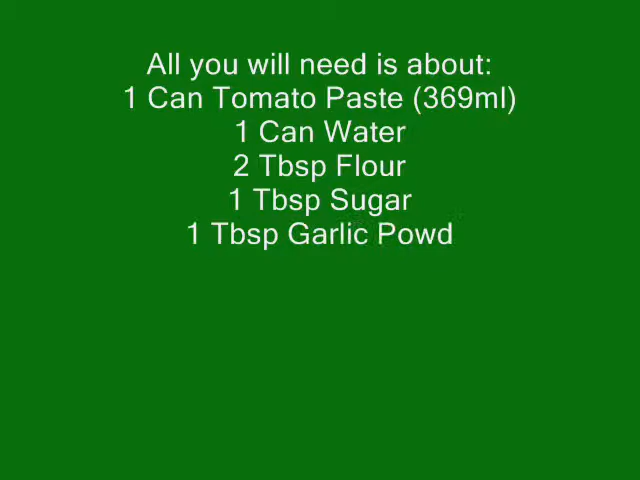 All you will need is about:
1 Can Tomato Paste (369ml)
1 Can Water
2 Tbsp Flour
1 Tbsp Sugar
1 Tbsp Garlic Powd